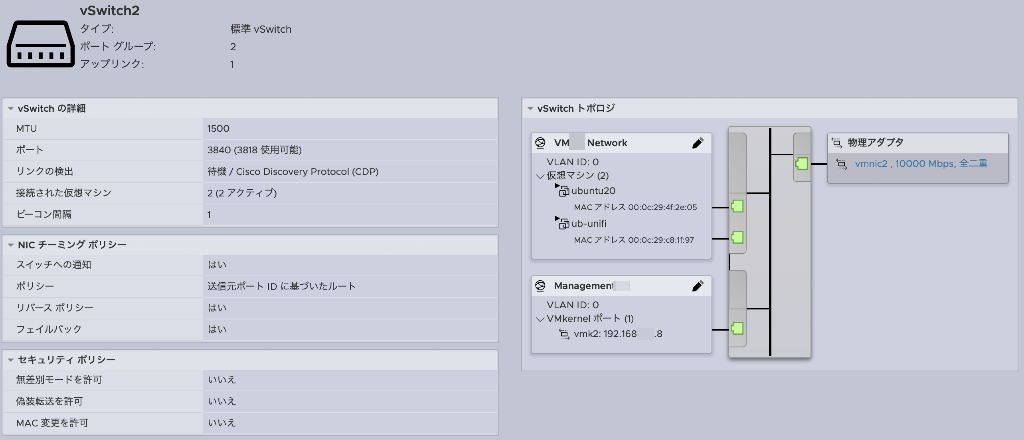 vSwitch2
タイプ: 標準 vSwitch
ポート グループ: 2
アップリンク: 1
vSwitch の詳細
MTU 1500
ポート 3840 (3818 使用可能)
リンクの検出 待機 / Cisco Discovery Protocol (CDP)
接続された仮想マシン 2 (2 アクティブ)
ビーコン間隔 1
NIC チーミング ポリシー
スイッチへの通知 はい
ポリシー 送信元ポート ID に基づいたルート
リバース ポリシー はい
フェイルバック はい
セキュリティ ポリシー
無差別モードを許可 いいえ
偽装転送を許可 いいえ
MAC 変更を許可 いいえ
vSwitch トポロジ
VM Network
VLAN ID: 0
仮想マシン (2)
ubuntu20
MAC アドレス 00:0c:29:4f:2e:05
ub-unifi
MAC アドレス 00:0c:29:c8:1f:97
Management
VLAN ID: 0
VMkernel ポート (1)
vmk2: 192.168 .8
物理アダプタ
vmnic2 , 10000 Mbps, 全二重